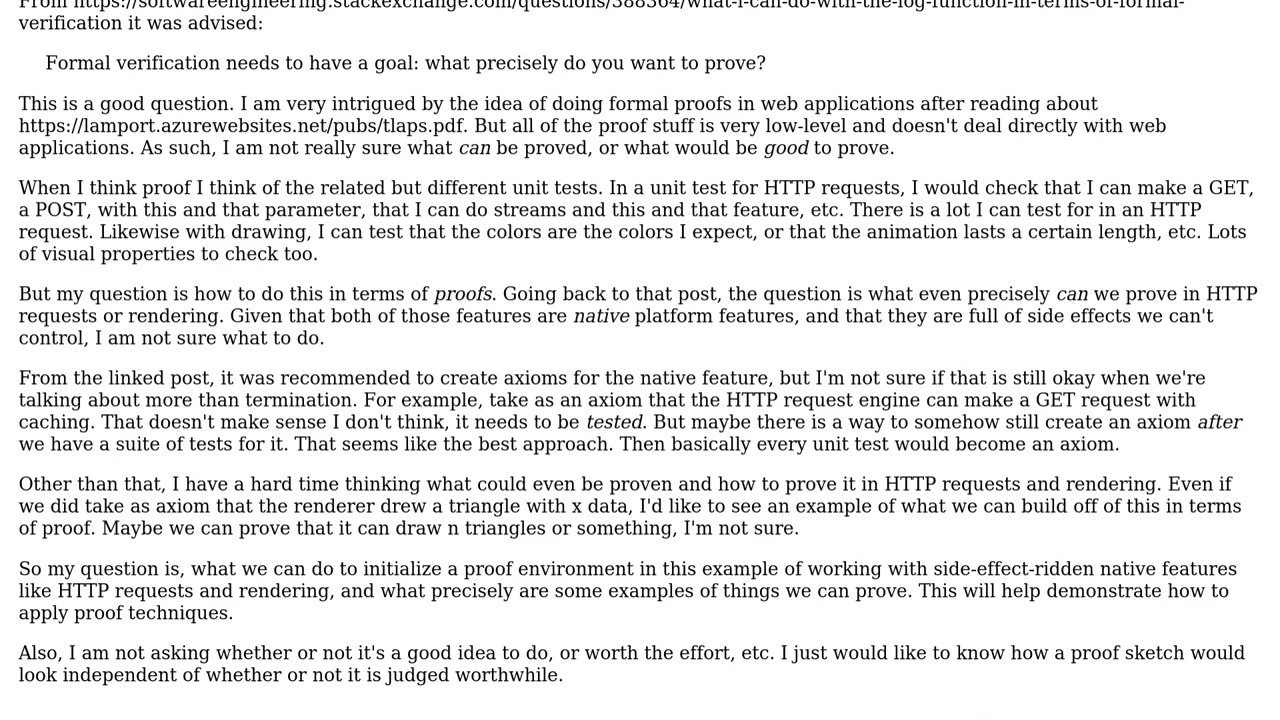 From https://softwareengineering.stackexchange.com/questions/388364/what-i-can-do-with-the-log-function-in-terms-of-formal-
verification it was advised:
Formal verification needs to have a goal: what precisely do you want to prove?
This is a good question. I am very intrigued by the idea of doing formal proofs in web applications after reading about
https://lamport.azurewebsites.net/pubs/tlaps.pdf. But all of the proof stuff is very low-level and doesn't deal directly with web
applications. As such, I am not really sure what can be proved, or what would be good to prove.
When I think proof I think of the related but different unit tests. In a unit test for HTTP requests, I would check that I can make a GET,
a POST, with this and that parameter, that I can do streams and this and that feature, etc. There is a lot I can test for in an HTTP
request. Likewise with drawing, I can test that the colors are the colors I expect, or that the animation lasts a certain length, etc. Lots
of visual properties to check too.
But my question is how to do this in terms of proofs. Going back to that post, the question is what even precisely can we prove in HTTP
requests or rendering. Given that both of those features are native platform features, and that they are full of side effects we can't
control, I am not sure what to do.
From the linked post, it was recommended to create axioms for the native feature, but I'm not sure if that is still okay when we're
talking about more than termination. For example, take as an axiom that the HTTP request engine can make a GET request with
caching. That doesn't make sense I don't think, it needs to be tested. But maybe there is a way to somehow still create an axiom after
we have a suite of tests for it. That seems like the best approach. Then basically every unit test would become an axiom.
Other than that, I have a hard time thinking what could even be proven and how to prove it in HTTP requests and rendering. Even if
we did take as axiom that the renderer drew a triangle with x data, I'd like to see an example of what we can build off of this in terms
of proof. Maybe we can prove that it can draw n triangles or something, I'm not sure.
So my question is, what we can do to initialize a proof environment in this example of working with side-effect-ridden native features
like HTTP requests and rendering, and what precisely are some examples of things we can prove. This will help demonstrate how to
apply proof techniques.
Also, I am not asking whether or not it's a good idea to do, or worth the effort, etc. I just would like to know how a proof sketch would
look independent of whether or not it is judged worthwhile.